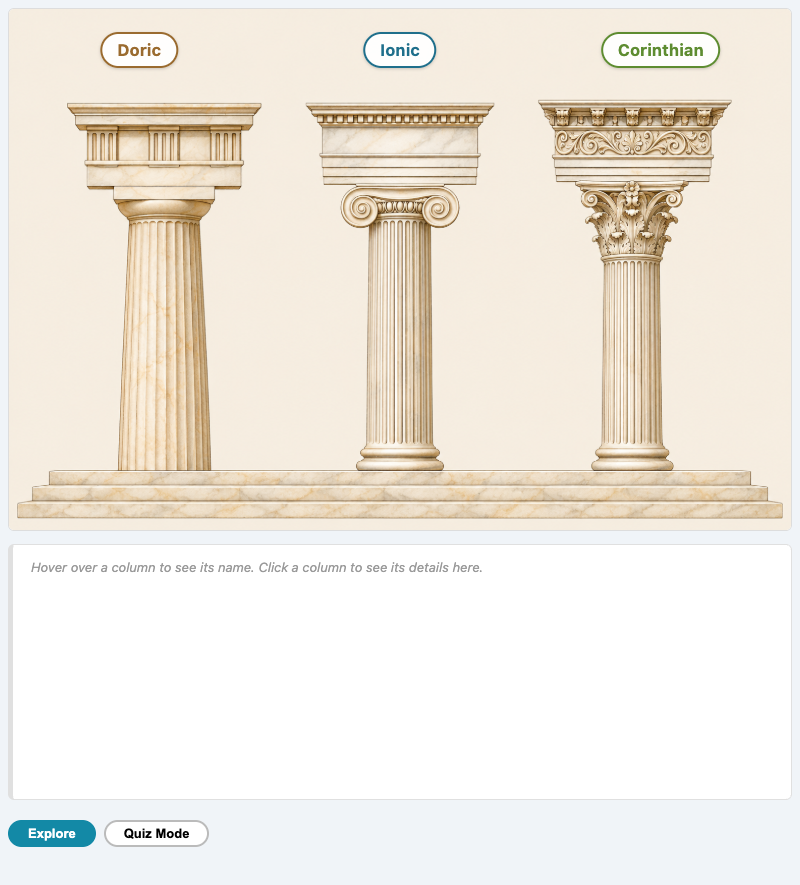 Doric
Ionic
Corinthian
Hover over a column to see its name. Click a column to see its details here.
Explore
Quiz Mode